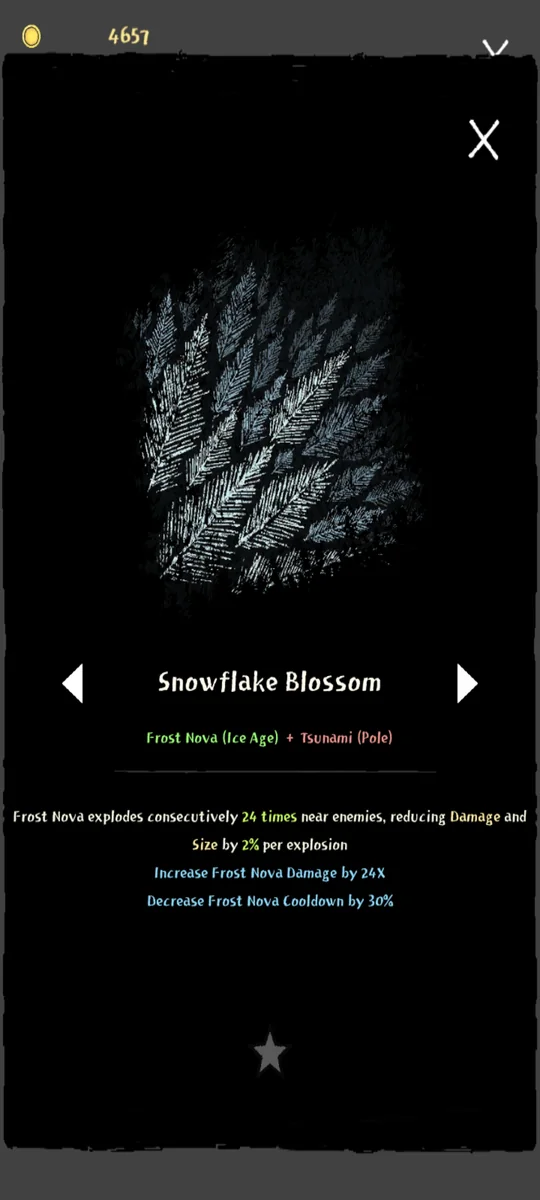 4657
X
Snowflake Blossom
Frost Nova (Ice Age) + Tsunami (Pole)
Frost Nova explodes consecutively 24 times near enemies, reducing Damage and
Size by 2% per explosion
Increase Frost Nova Damage by 24X
Decrease Frost Nova Cooldown by 30%